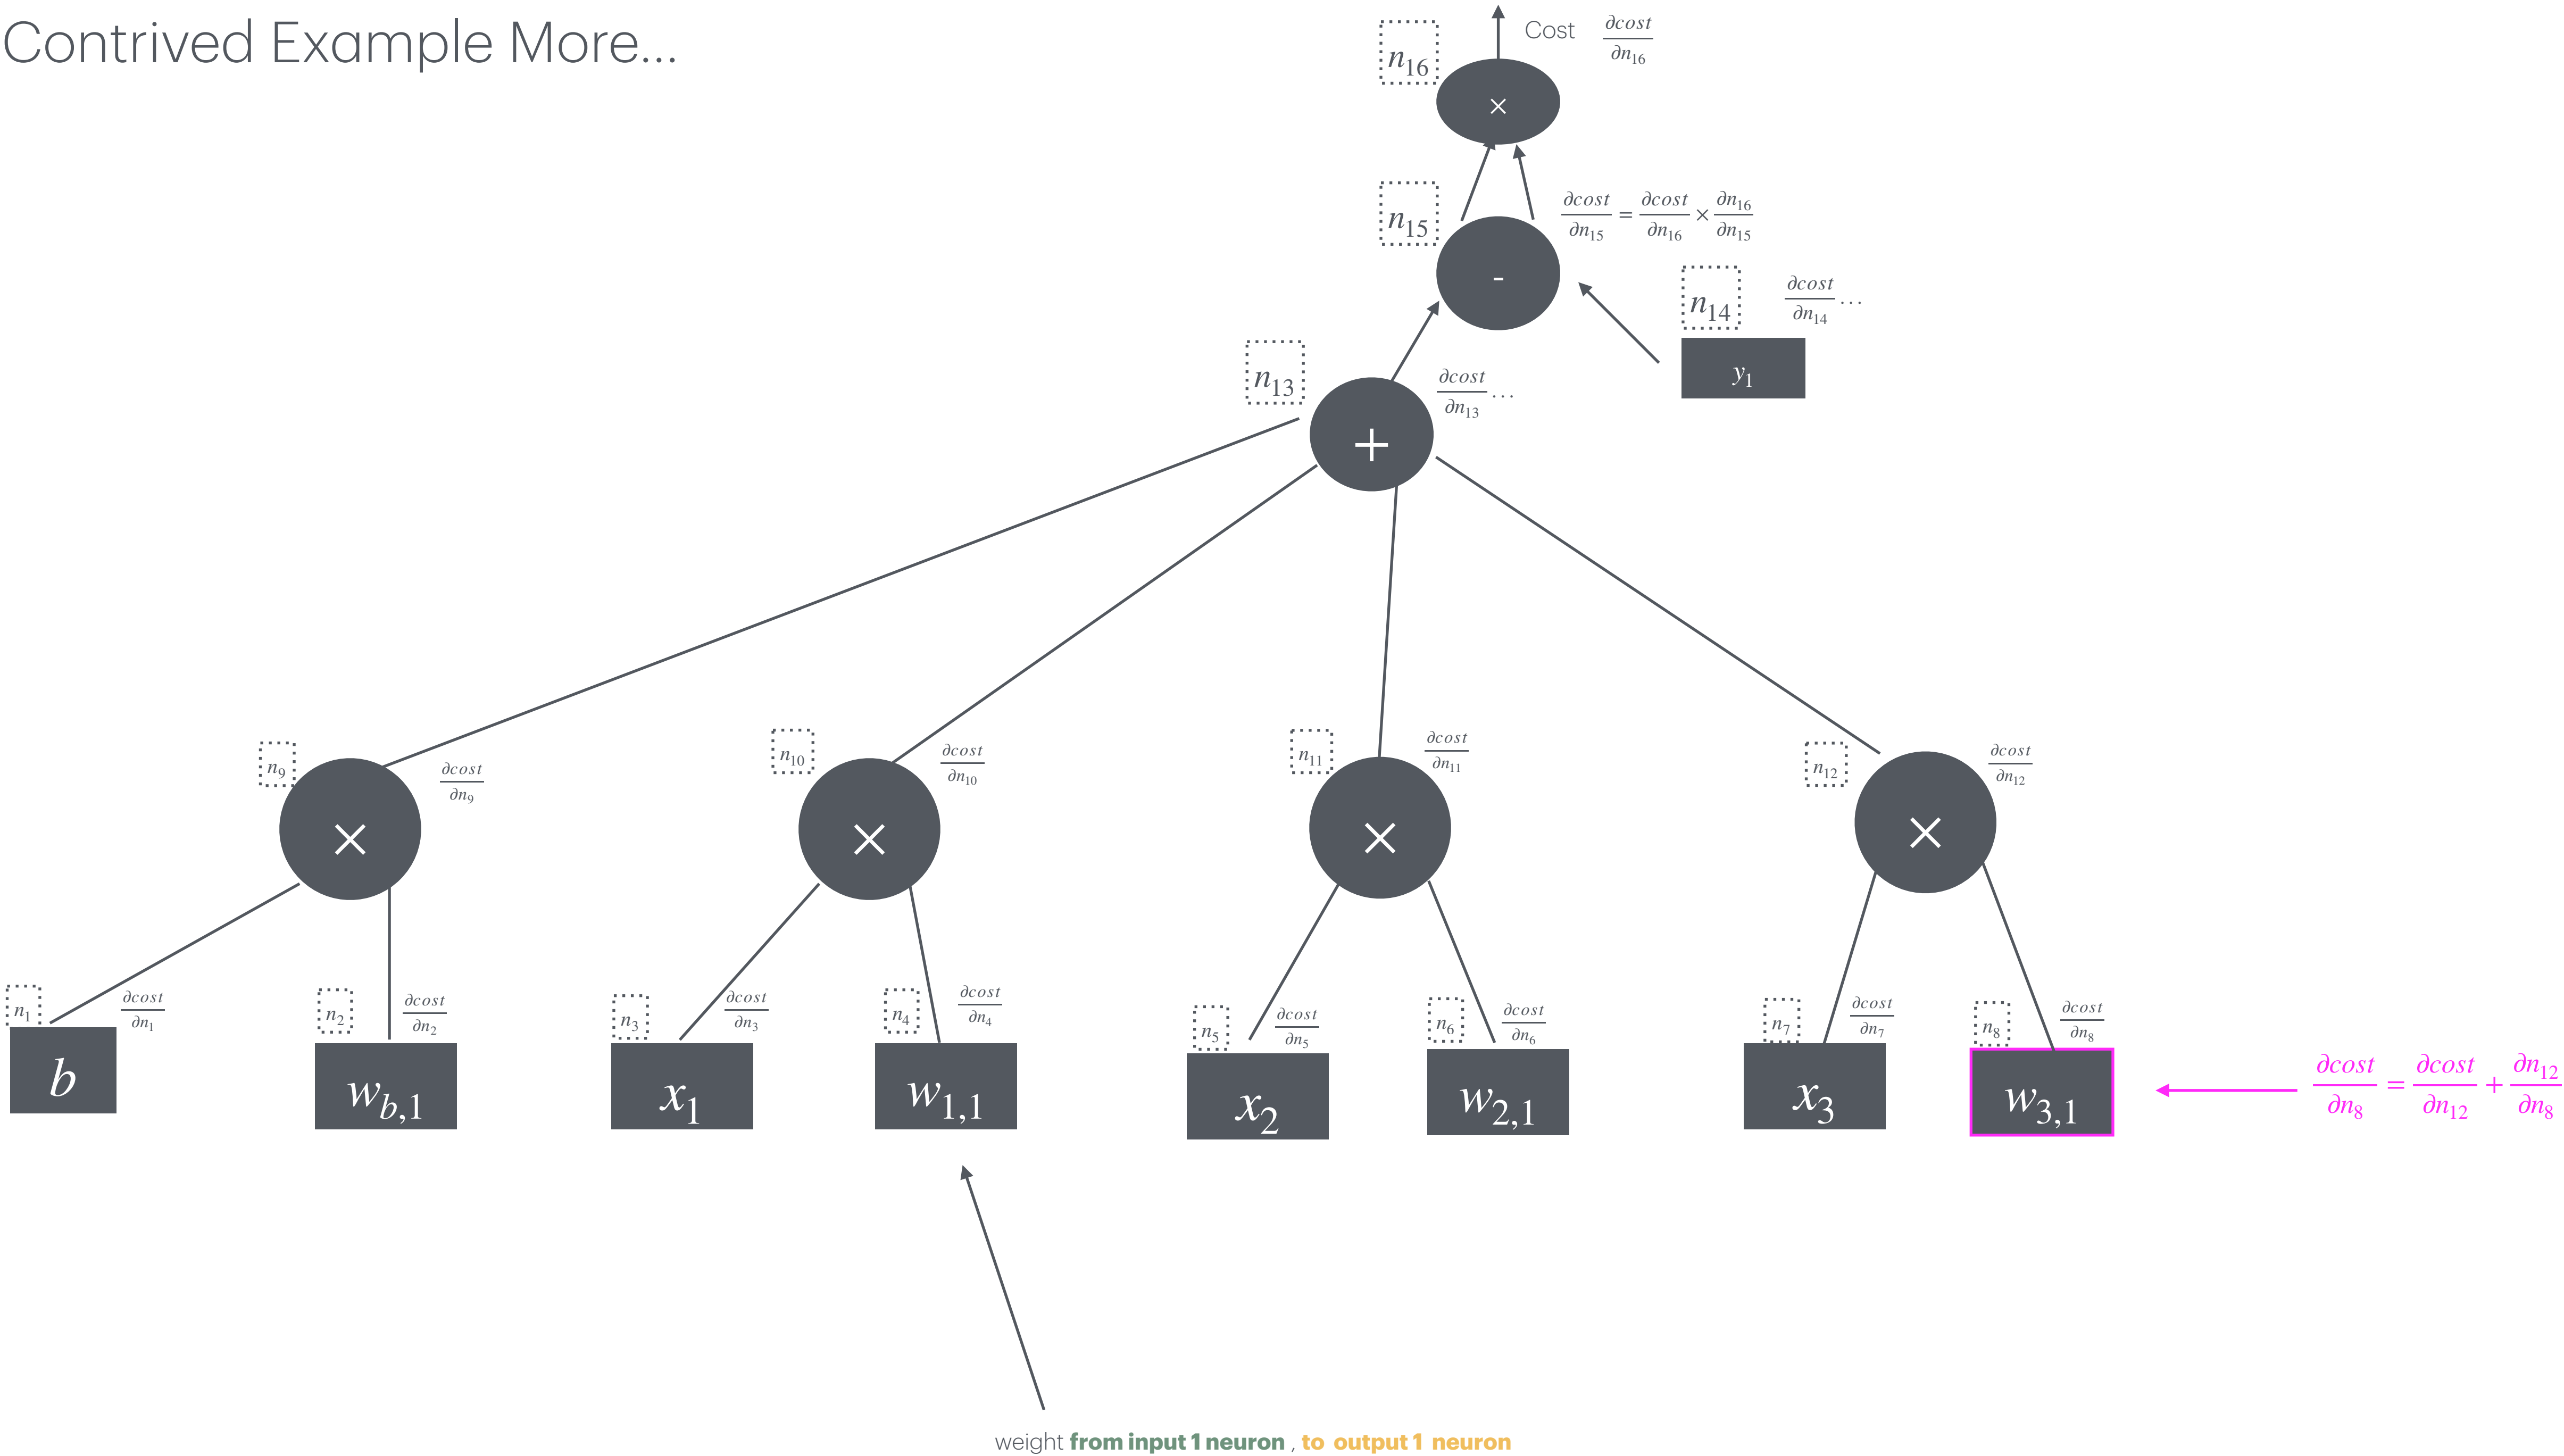 Contrived Example More...
n₁₆
Cost ∂cost/∂n₁₆
×
n₁₅
∂cost/∂n₁₅ = ∂cost/∂n₁₆ × ∂n₁₆/∂n₁₅
-
n₁₄ ∂cost/∂n₁₄ …
y₁
n₁₃
∂cost/∂n₁₃ …
+
n₉ ∂cost/∂n₉
×
n₁₀ ∂cost/∂n₁₀
×
n₁₁ ∂cost/∂n₁₁
×
n₁₂ ∂cost/∂n₁₂
×
n₁ ∂cost/∂n₁
b
n₂ ∂cost/∂n₂
w_b,1
n₃ ∂cost/∂n₃
x₁
n₄ ∂cost/∂n₄
w_1,1
n₅ ∂cost/∂n₅
x₂
n₆ ∂cost/∂n₆
w_2,1
n₇ ∂cost/∂n₇
x₃
n₈ ∂cost/∂n₈
w_3,1
∂cost/∂n₈ = ∂cost/∂n₁₂ + ∂n₁₂/∂n₈
weight from input 1 neuron , to output 1 neuron